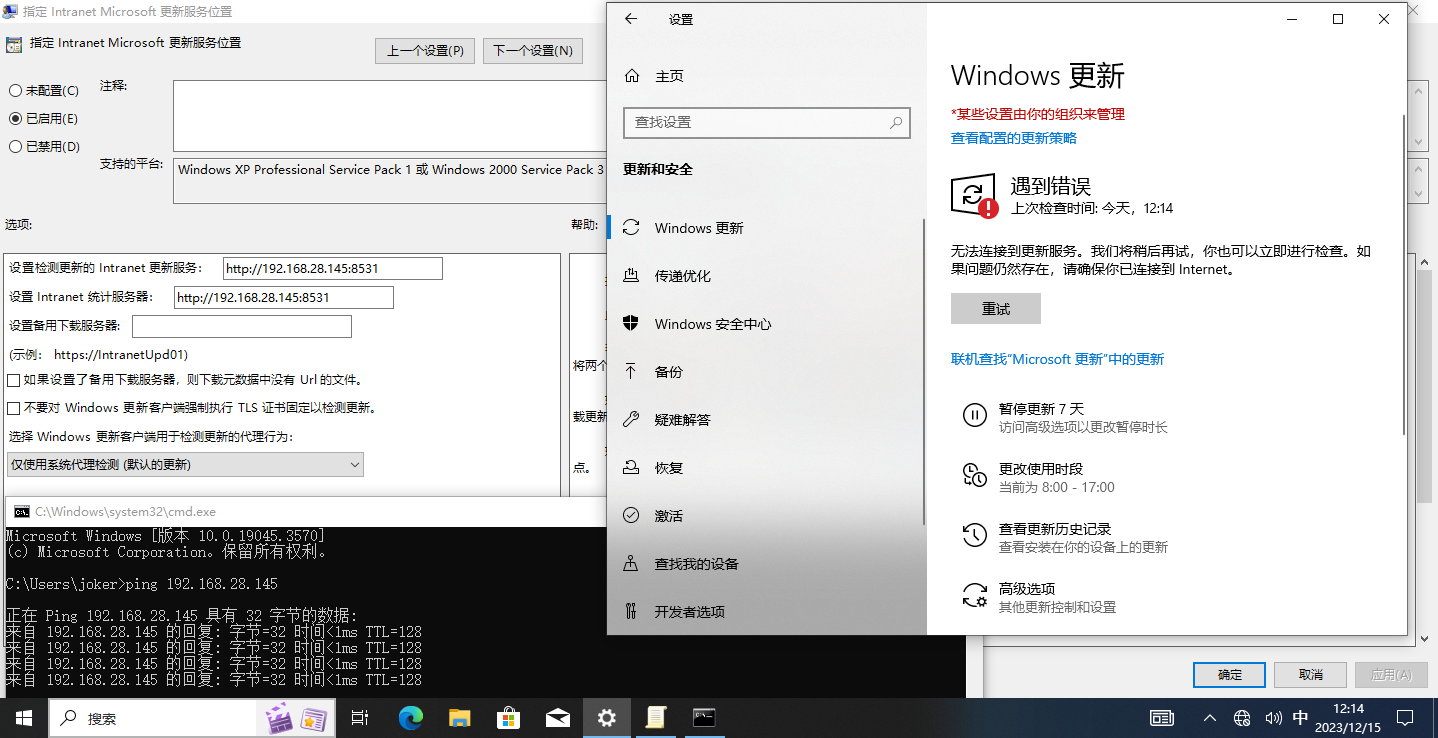 指定 Intranet Microsoft 更新服务位置
指定 Intranet Microsoft 更新服务位置
上一个设置(P)
下一个设置(N)
未配置(C)
注释:
已启用(E)
已禁用(D)
支持的平台:
Windows XP Professional Service Pack 1 或 Windows 2000 Service Pack 3
选项:
帮助:
设置检测更新的 Intranet 更新服务:
http://192.168.28.145:8531
设置 Intranet 统计服务器:
http://192.168.28.145:8531
设置备用下载服务器:
(示例: https://IntranetUpd01)
如果设置了备用下载服务器，则下载元数据中没有 Url 的文件。
不要对 Windows 更新客户端强制执行 TLS 证书固定以检测更新。
选择 Windows 更新客户端用于检测更新的代理行为:
仅使用系统代理检测 (默认的更新)
将两个
载更新
点。
确定
取消
应用(A)
C:\Windows\system32\cmd.exe
Microsoft Windows [版本 10.0.19045.3570]
(c) Microsoft Corporation。保留所有权利。
C:\Users\joker>ping 192.168.28.145
正在 Ping 192.168.28.145 具有 32 字节的数据:
来自 192.168.28.145 的回复: 字节=32 时间<1ms TTL=128
来自 192.168.28.145 的回复: 字节=32 时间<1ms TTL=128
来自 192.168.28.145 的回复: 字节=32 时间<1ms TTL=128
来自 192.168.28.145 的回复: 字节=32 时间<1ms TTL=128
设置
主页
查找设置
更新和安全
Windows 更新
传递优化
Windows 安全中心
备份
疑难解答
恢复
激活
查找我的设备
开发者选项
Windows 更新
*某些设置由你的组织来管理
查看配置的更新策略
遇到错误
上次检查时间: 今天，12:14
无法连接到更新服务。我们将稍后再试，你也可以立即进行检查。如
果问题仍然存在，请确保你已连接到 Internet。
重试
联机查找"Microsoft 更新"中的更新
暂停更新 7 天
访问高级选项以更改暂停时长
更改使用时段
当前为 8:00 - 17:00
查看更新历史记录
查看安装在你的设备上的更新
高级选项
其他更新控制和设置
搜索
中
12:14
2023/12/15